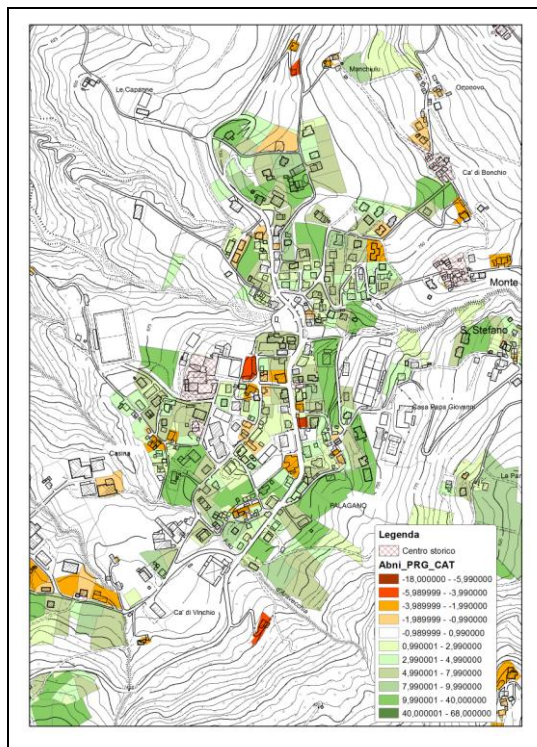 Le Capanne
Manchiulu
Ca' di Bonchio
Monte
S. Stefano
Casa Papa Giovanni
Casina
PALAGANO
Ca' di Vinchio
Legenda
Centro storico
Abni_PRG_CAT
-18,000000 - -5,990000
-5,989999 - -3,990000
-3,989999 - -1,990000
-1,989999 - -0,990000
-0,989999 - 0,990000
0,990001 - 2,990000
2,990001 - 4,990000
4,990001 - 7,990000
7,990001 - 9,990000
9,990001 - 40,000000
40,000001 - 68,000000